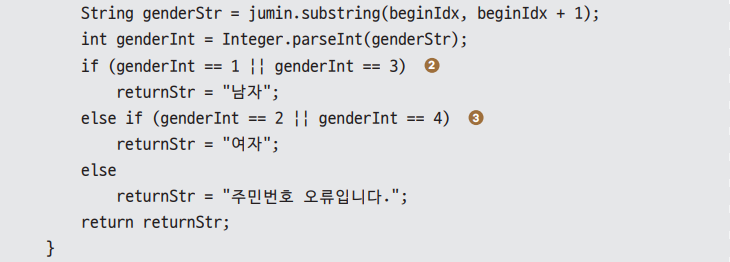 String genderStr = jumin.substring(beginIdx, beginIdx + 1);
int genderInt = Integer.parseInt(genderStr);
if (genderInt == 1 || genderInt == 3) ❷
returnStr = "남자";
else if (genderInt == 2 || genderInt == 4) ❸
returnStr = "여자";
else
returnStr = "주민번호 오류입니다.";
return returnStr;
}